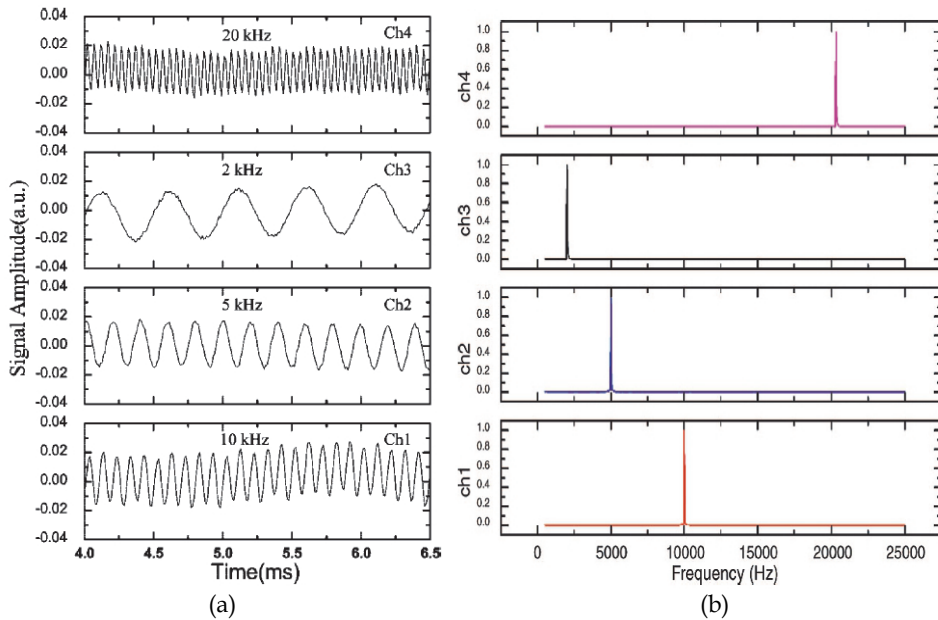 Signal Amplitude(a.u.)
0.04
0.02
0.00
-0.02
-0.04
20 kHz
Ch4
0.04
0.02
0.00
-0.02
-0.04
2 kHz
Ch3
0.04
0.02
0.00
-0.02
-0.04
5 kHz
Ch2
0.04
0.02
0.00
-0.02
-0.04
10 kHz
Ch1
4.0 4.5 5.0 5.5 6.0 6.5
Time(ms)
(a)
ch4
1.0
0.8
0.6
0.4
0.2
0.0
ch3
1.0
0.8
0.6
0.4
0.2
0.0
ch2
1.0
0.8
0.6
0.4
0.2
0.0
ch1
1.0
0.8
0.6
0.4
0.2
0.0
0 5000 10000 15000 20000 25000
Frequency (Hz)
(b)